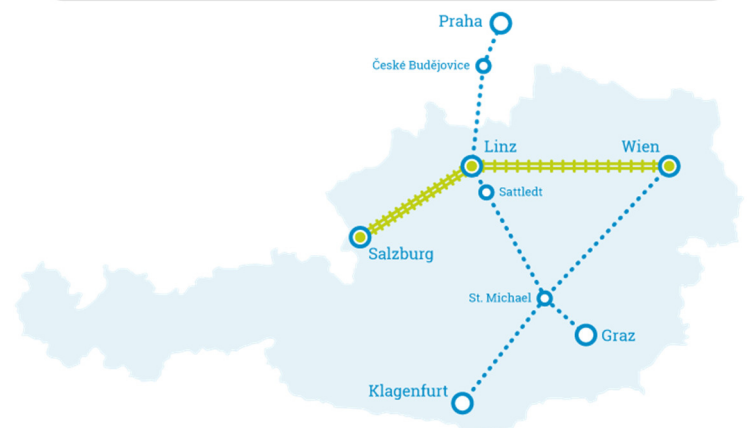 Praha
České Budějovice
Linz
Wien
Sattledt
Salzburg
St. Michael
Graz
Klagenfurt